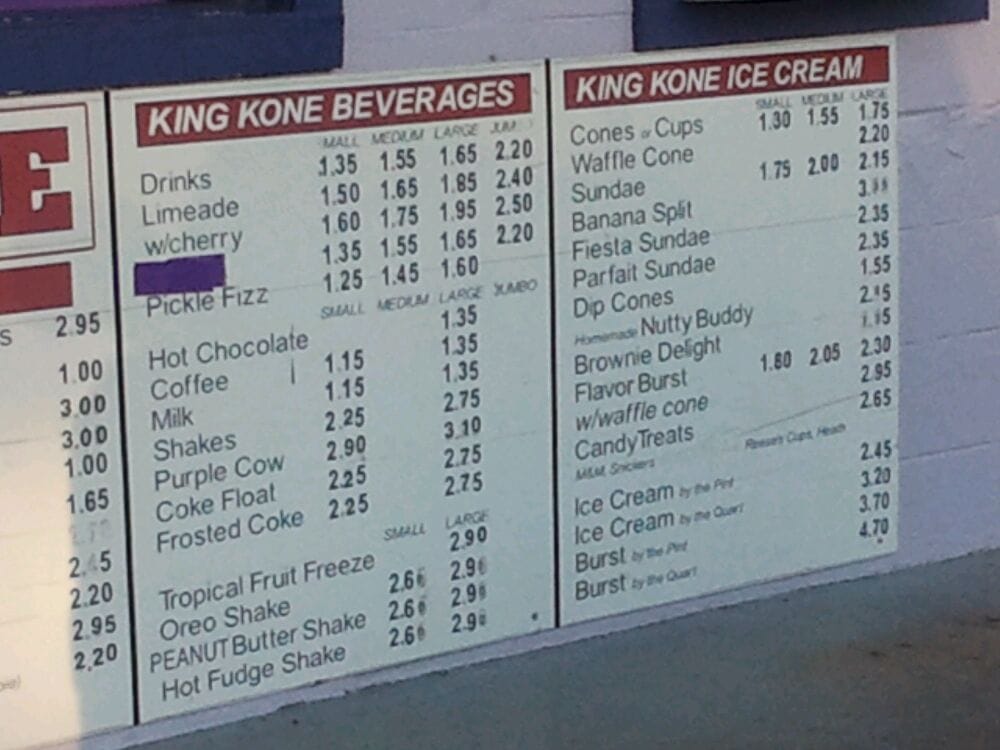 E
s 2.95
1.00
3.00
3.00
1.00
1.65
2.45
2.20
2.95
2.20
KING KONE BEVERAGES
MALL MEDIUM LARGE JUM
Drinks 1.35 1.55 1.65 2.20
Limeade 1.50 1.65 1.85 2.40
w/cherry 1.60 1.75 1.95 2.50
1.35 1.55 1.65 2.20
Pickle Fizz 1.25 1.45 1.60
SMALL MEDIUM LARGE JUMBO
Hot Chocolate 1.35
Coffee 1.15 1.35
Milk 1.15 1.35
Shakes 2.25 2.75
Purple Cow 2.90 3.10
Coke Float 2.25 2.75
Frosted Coke 2.25 2.75
SMALL LARGE
Tropical Fruit Freeze 2.90
Oreo Shake
PEANUT Butter Shake
Hot Fudge Shake
KING KONE ICE CREAM
SMALL MEDIUM LARGE
Cones or Cups 1.30 1.55 1.75
Waffle Cone 2.20
Sundae 1.75 2.00 2.15
Banana Split
Fiesta Sundae 2.35
Parfait Sundae 2.35
Dip Cones 1.55
Homemade Nutty Buddy
Brownie Delight
Flavor Burst 1.80 2.05 2.30
w/waffle cone 2.95
Candy Treats 2.65
M&M, Snickers Reese's Cups, Heath
Ice Cream by the Pint 2.45
Ice Cream by the Quart 3.20
Burst by the Pint 3.70
Burst by the Quart 4.70